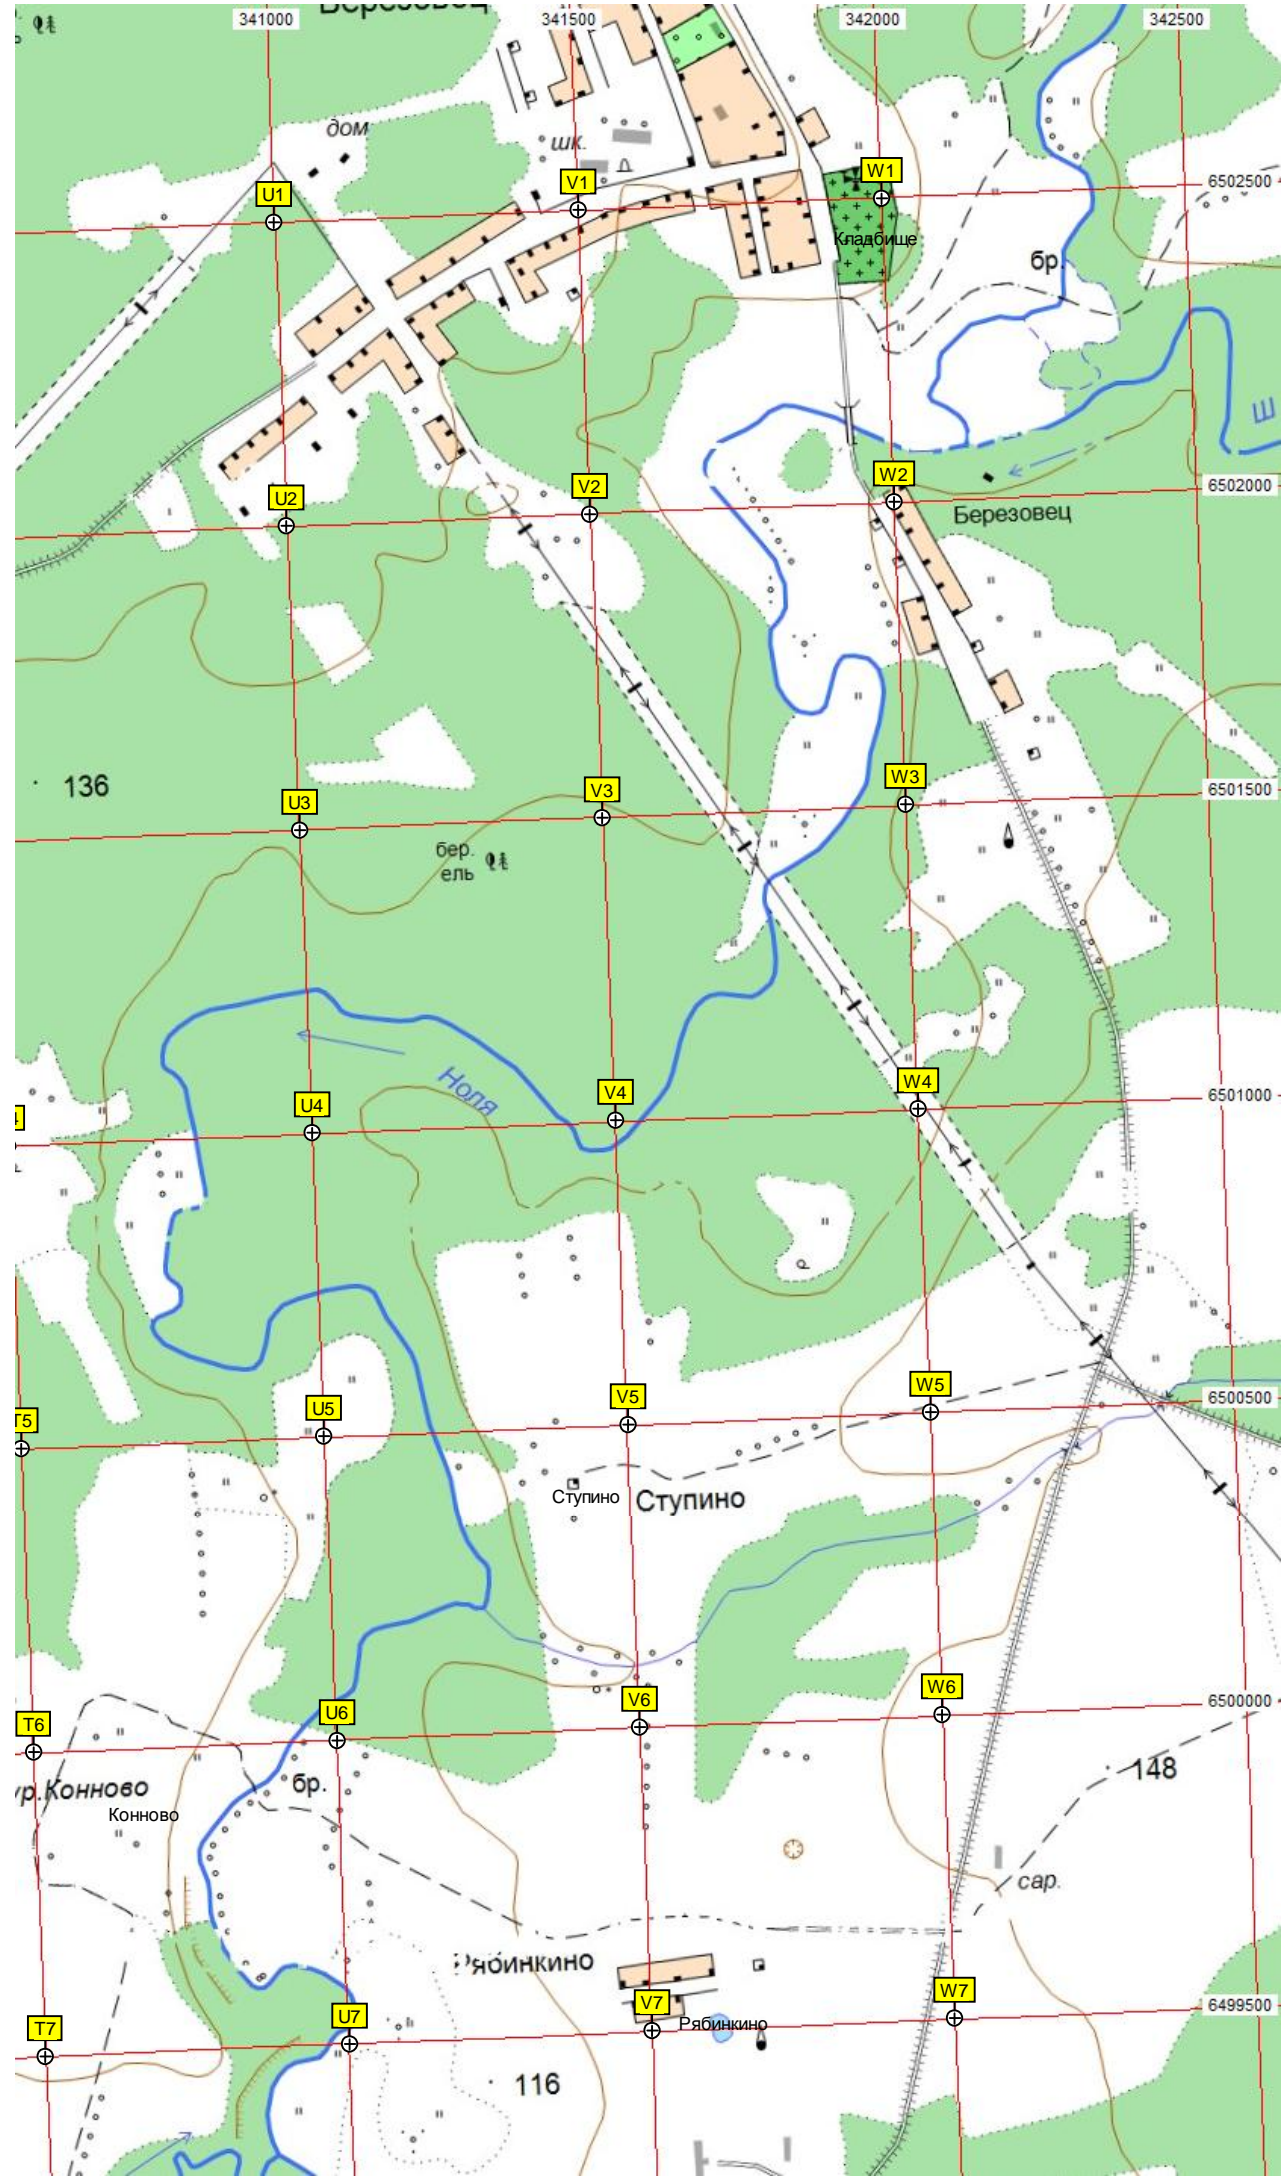 341000 341500 342000 342500
Березовец
дом
шк.
U1 V1 W1 6502500
Кладбище
бр.
Ш
U2 V2 W2 6502000
Березовец
136
U3 V3 W3 6501500
бер.
ель
Ноля
U4 V4 W4 6501000
T5 U5 V5 W5 6500500
Ступино Ступино
T6 U6 V6 W6 6500000
148
ур.Конново
бр.
Конново
сар.
Рябинкино
T7 U7 V7 W7 6499500
Рябинкино
116